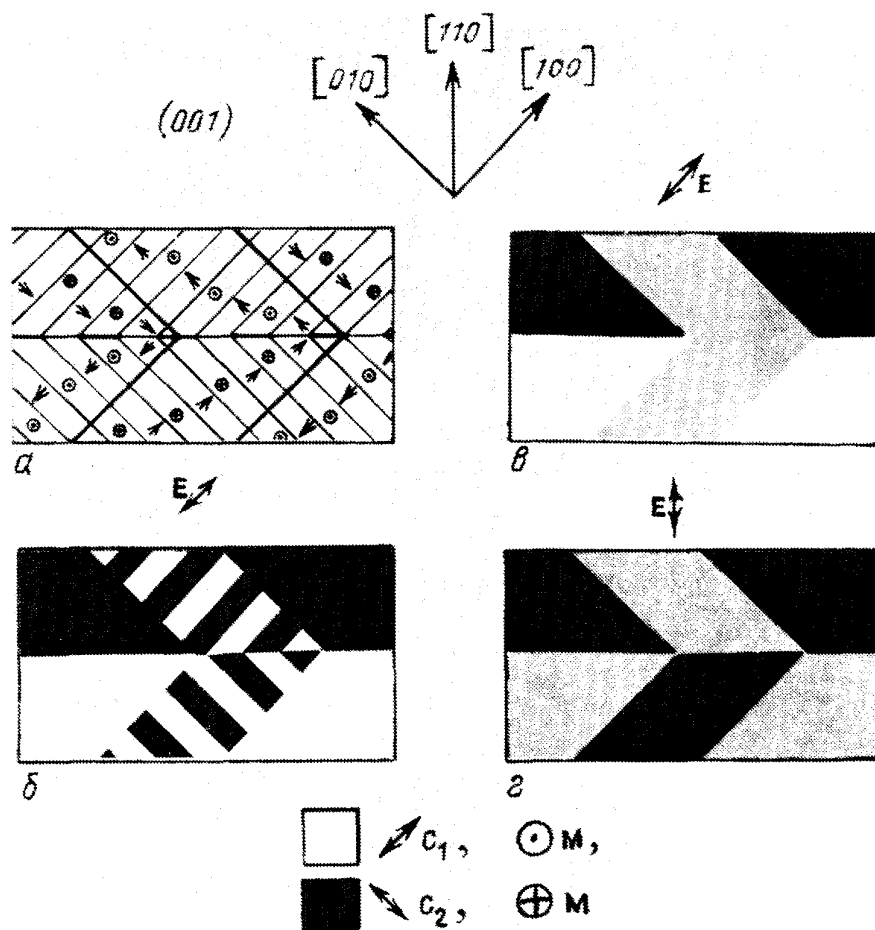 [110]
[010]
[100]
(001)
E
а
в
E
E
б
г
C₁, ⊙ M,
C₂, ⊕ M